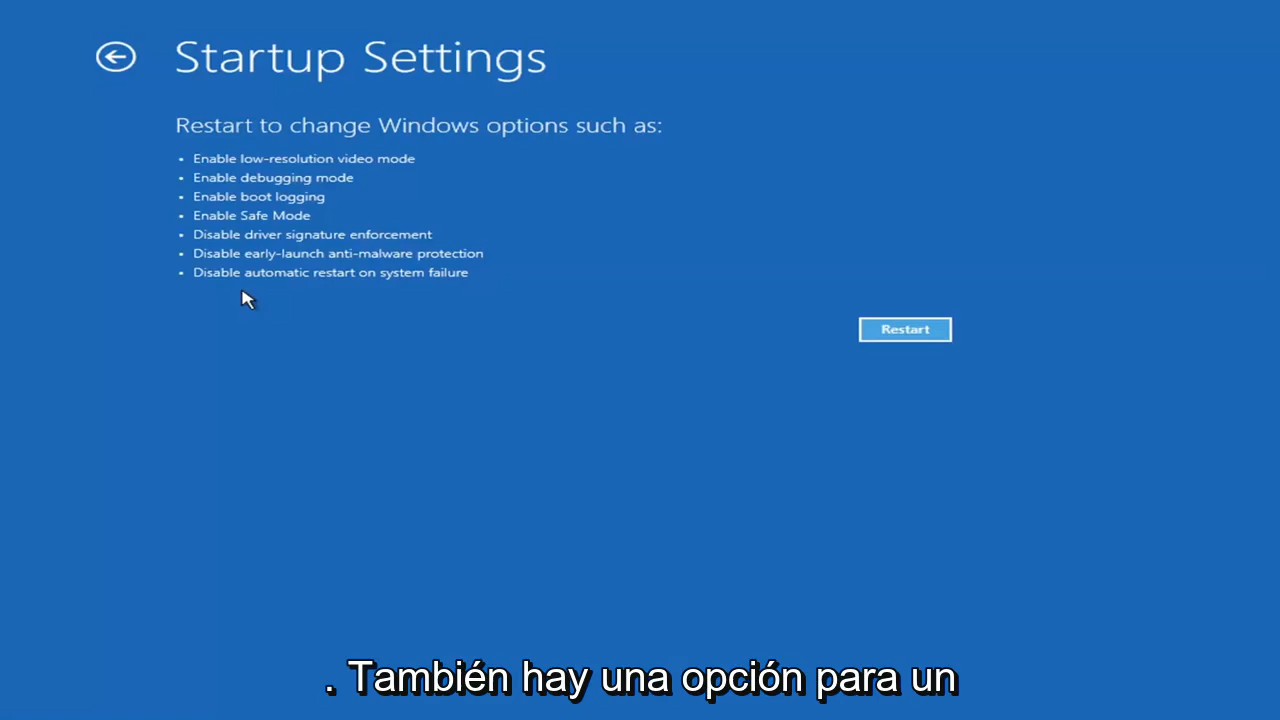 Startup Settings
Restart to change Windows options such as:
• Enable low-resolution video mode
• Enable debugging mode
• Enable boot logging
• Enable Safe Mode
• Disable driver signature enforcement
• Disable early-launch anti-malware protection
• Disable automatic restart on system failure
Restart
. También hay una opción para un